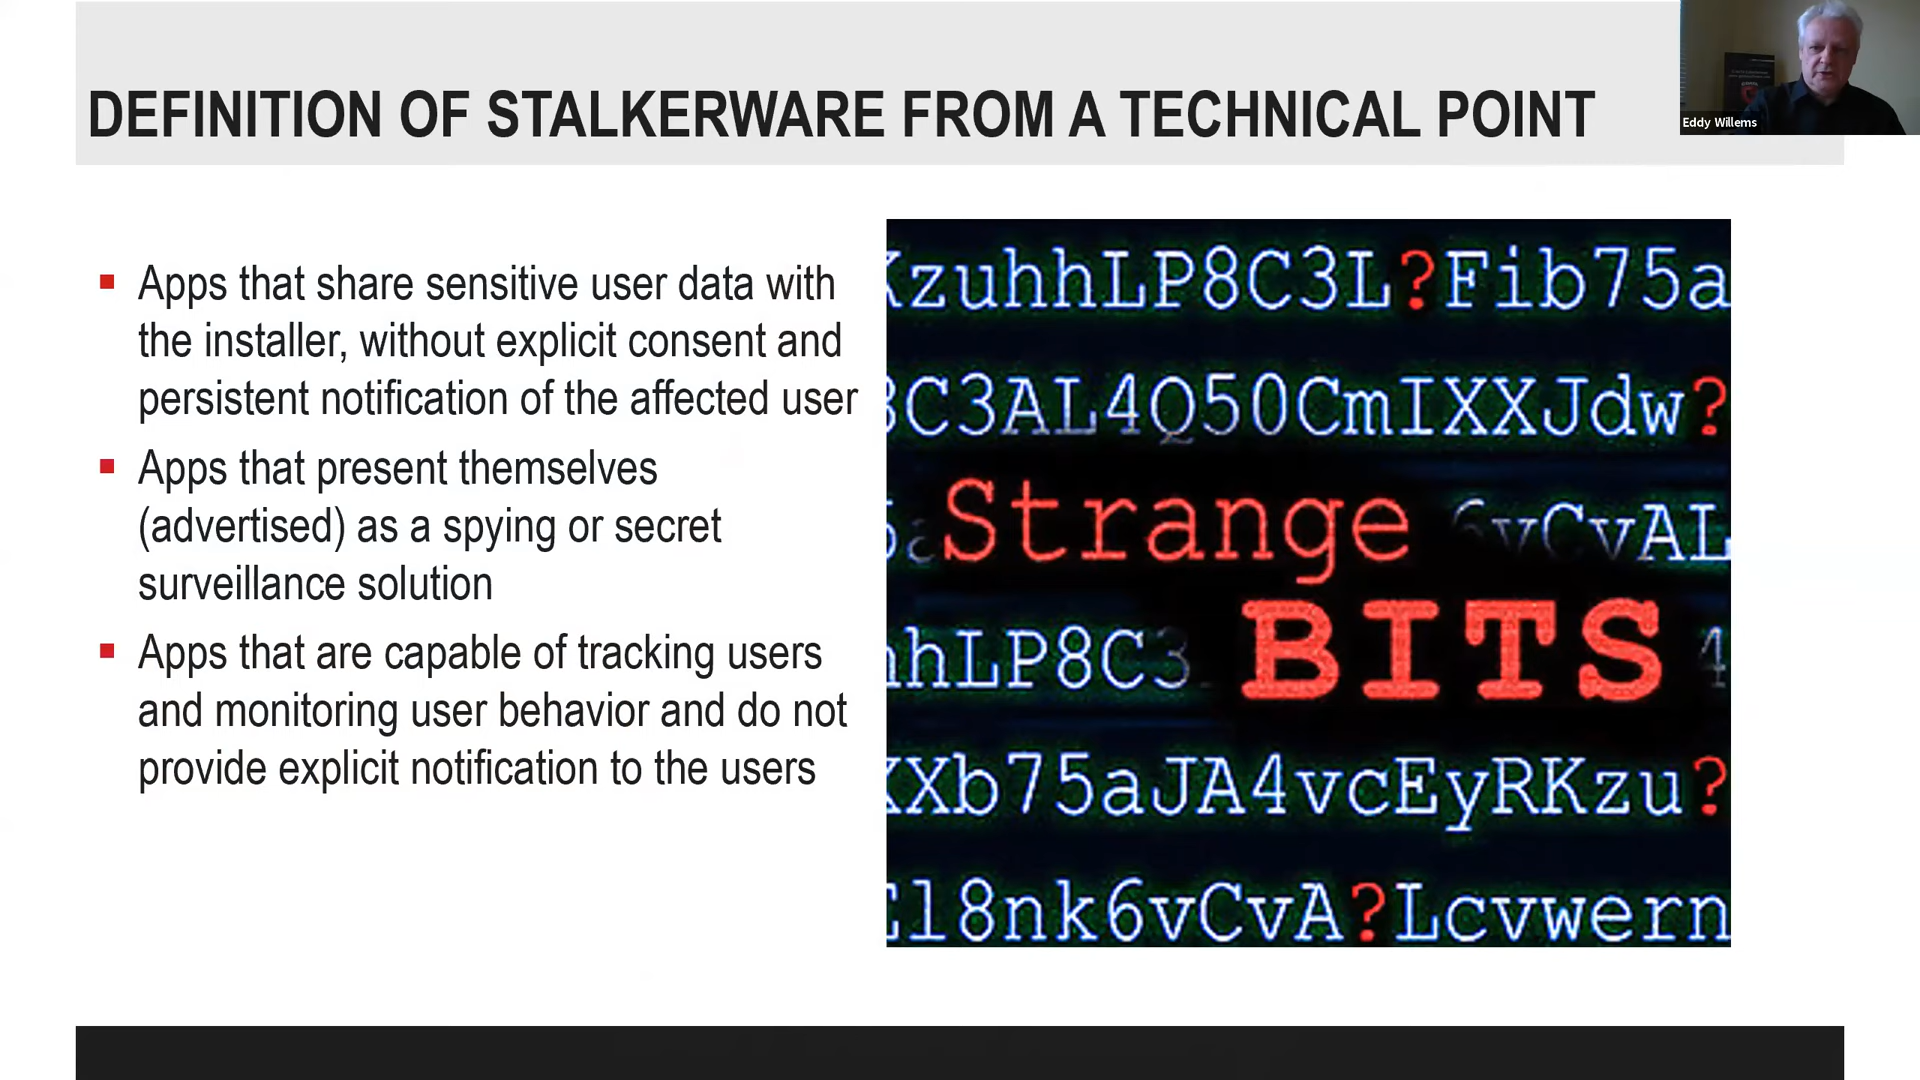 DEFINITION OF STALKERWARE FROM A TECHNICAL POINT
Eddy Willems
Apps that share sensitive user data with
the installer, without explicit consent and
persistent notification of the affected user
Apps that present themselves
(advertised) as a spying or secret
surveillance solution
Apps that are capable of tracking users
and monitoring user behavior and do not
provide explicit notification to the users
KzuhhLP8C3L?Fib75a
C3AL4Q50CmIXXJdw?
Strange
6vCvAL
BITS
hLP8C3
4
Xb75aJA4vcEyRKzu?
l8nk6vCvA?Lcvwern